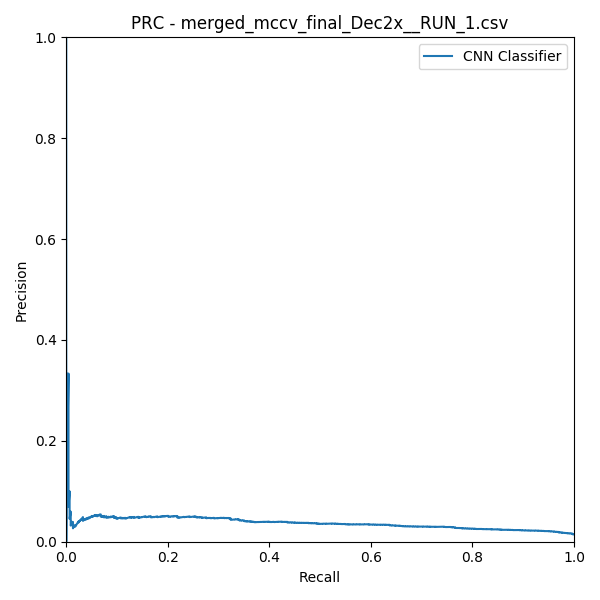 PRC - merged_mccv_final_Dec2x__RUN_1.csv
CNN Classifier
1.0
0.8
0.6
0.4
0.2
0.0
Precision
0.0 0.2 0.4 0.6 0.8 1.0
Recall